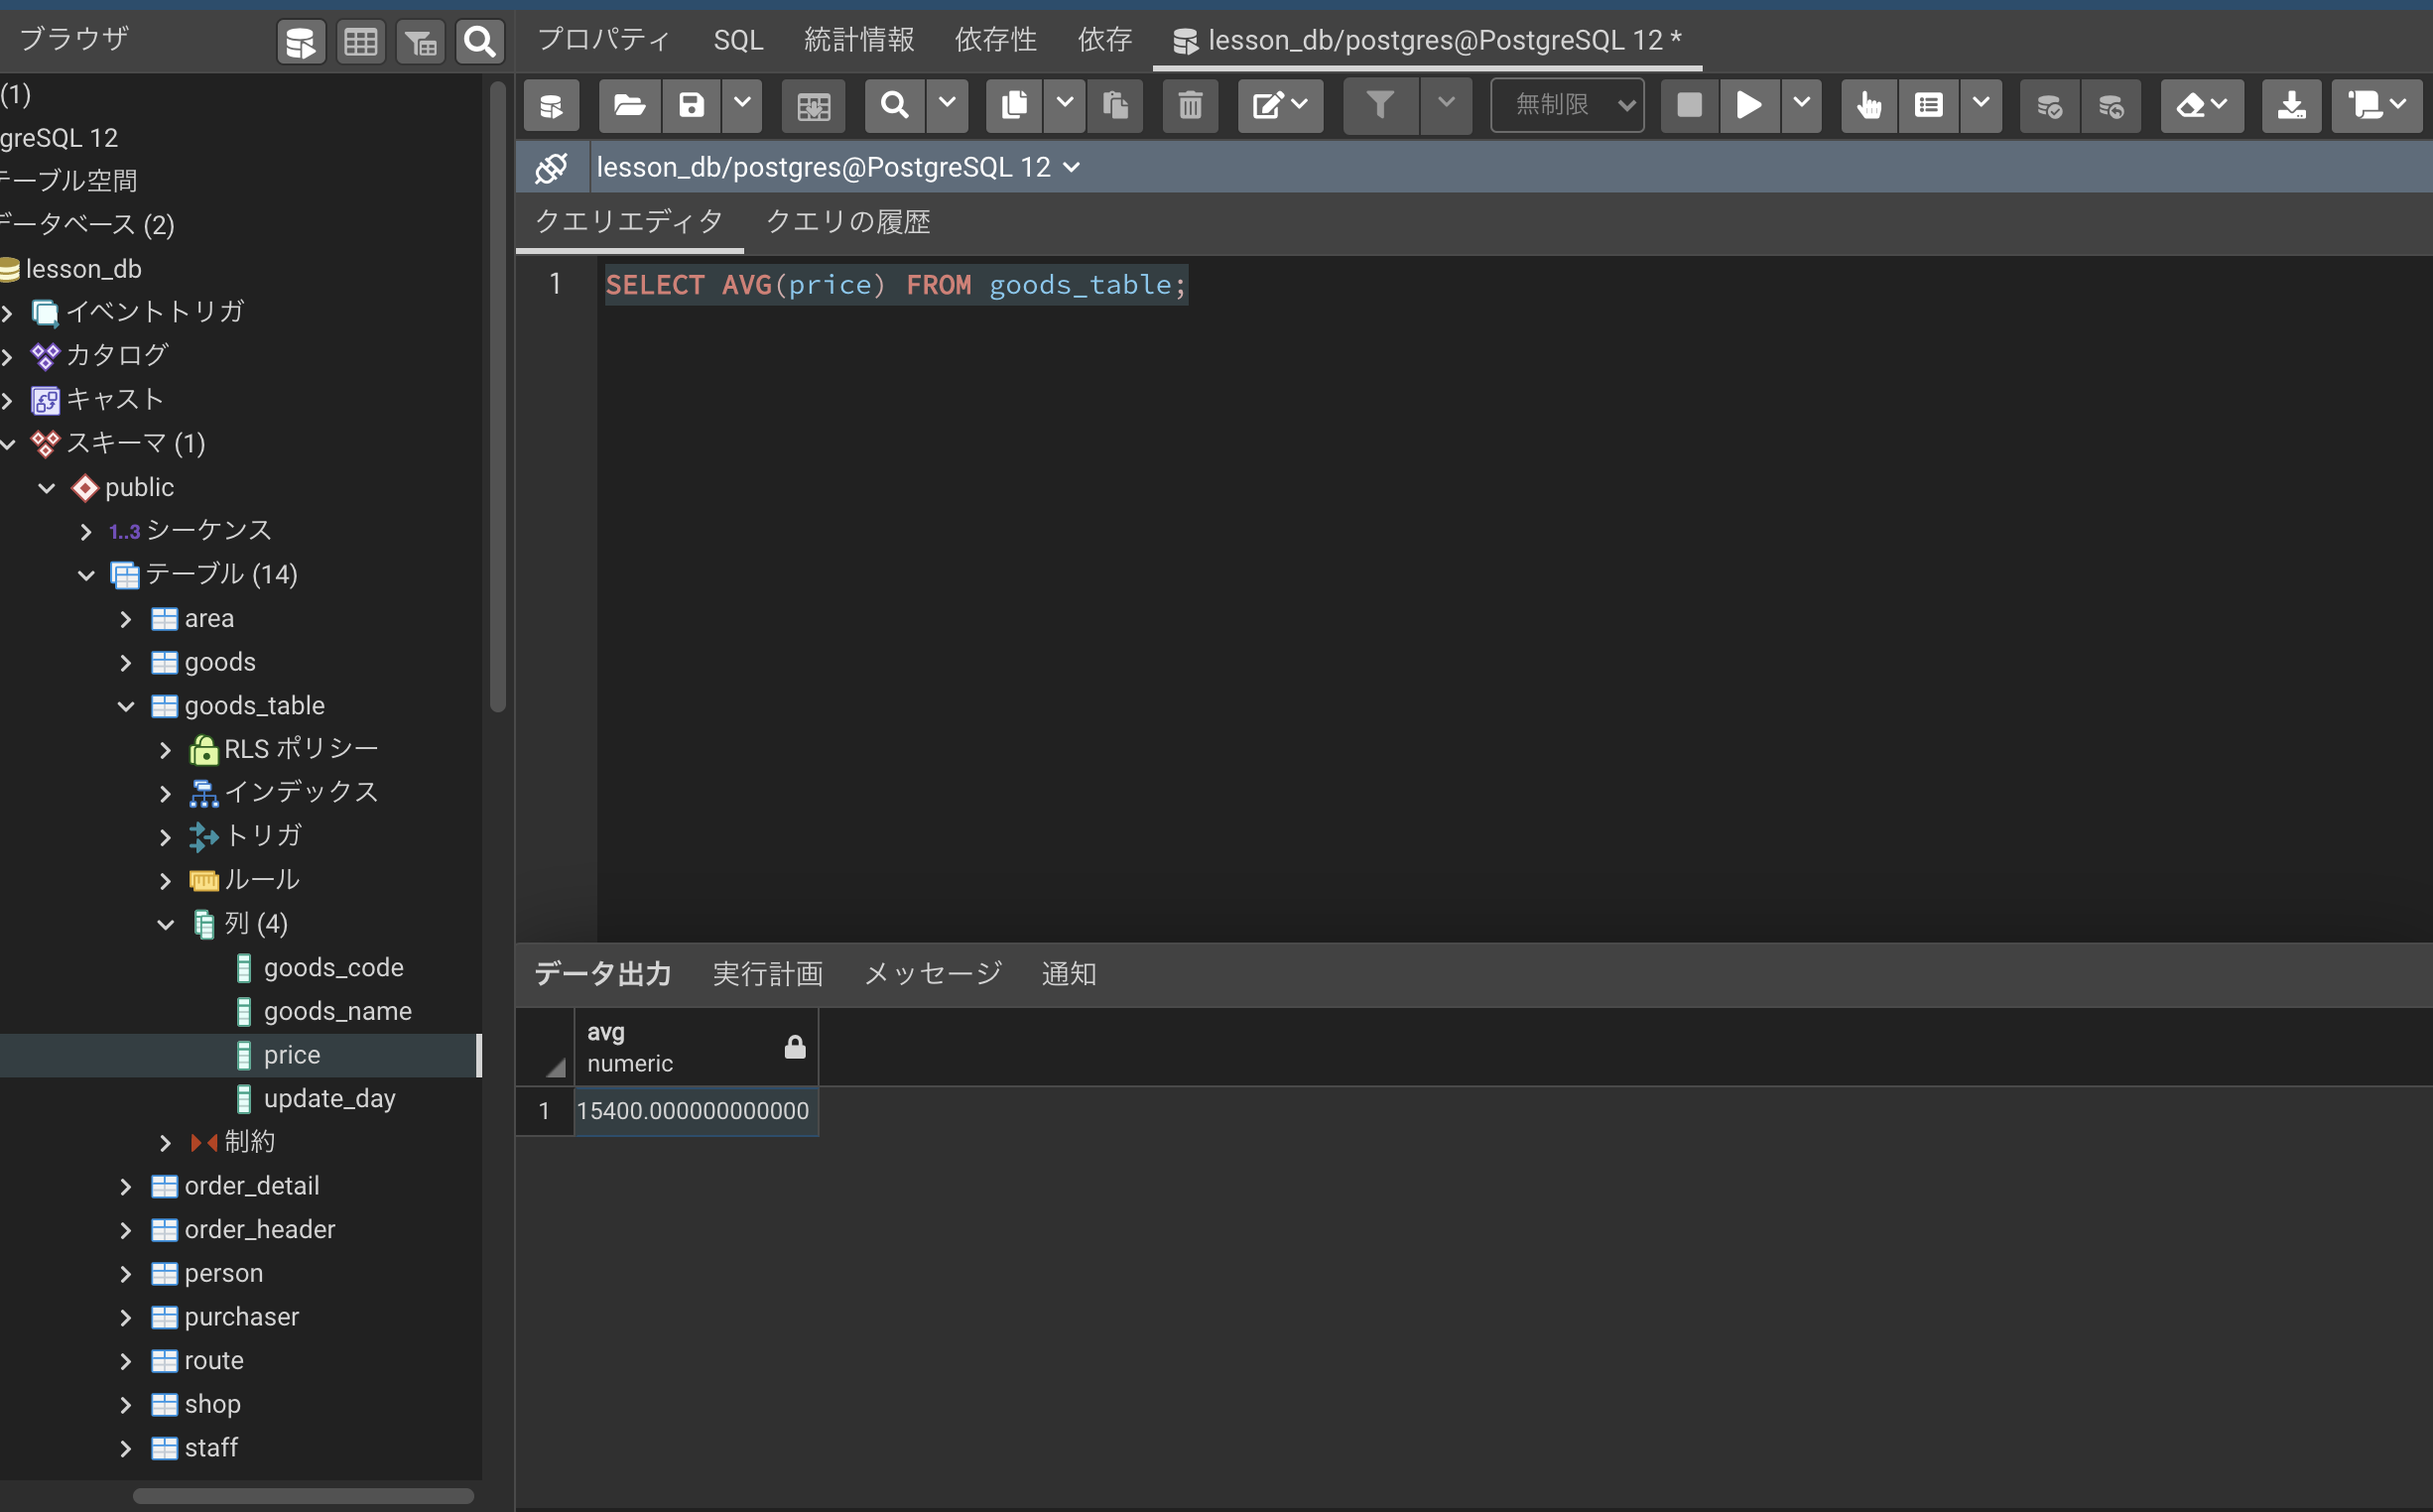 ブラウザ
(1)
greSQL 12
テーブル空間
データベース (2)
lesson_db
イベントトリガ
カタログ
キャスト
スキーマ (1)
public
1..3 シーケンス
テーブル (14)
area
goods
goods_table
RLS ポリシー
インデックス
トリガ
ルール
列 (4)
goods_code
goods_name
price
update_day
制約
order_detail
order_header
person
purchaser
route
shop
staff
プロパティ SQL 統計情報 依存性 依存 lesson_db/postgres@PostgreSQL 12 *
無制限
lesson_db/postgres@PostgreSQL 12
クエリエディタ クエリの履歴
1 SELECT AVG(price) FROM goods_table;
データ出力 実行計画 メッセージ 通知
avg
numeric
1 15400.000000000000